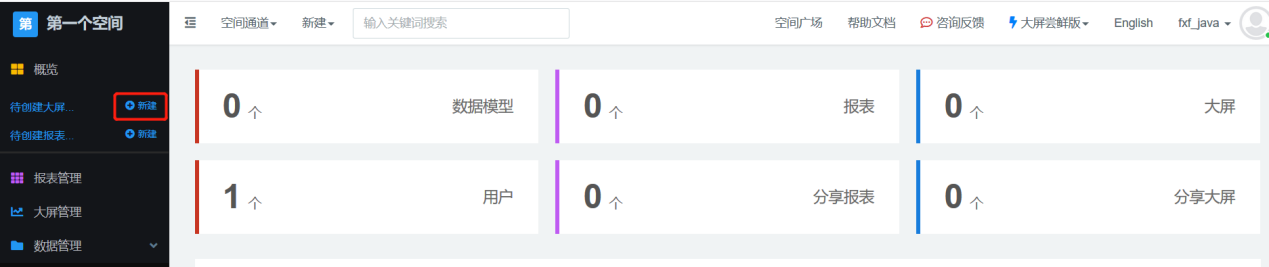 第 第一个空间 空间通道 新建 输入关键词搜索 空间广场 帮助文档 咨询反馈 大屏尝鲜版 English fxf_java
概览
待创建大屏... 新建
待创建报表... 新建
报表管理
大屏管理
数据管理
0 个 数据模型
0 个 报表
0 个 大屏
1 个 用户
0 个 分享报表
0 个 分享大屏